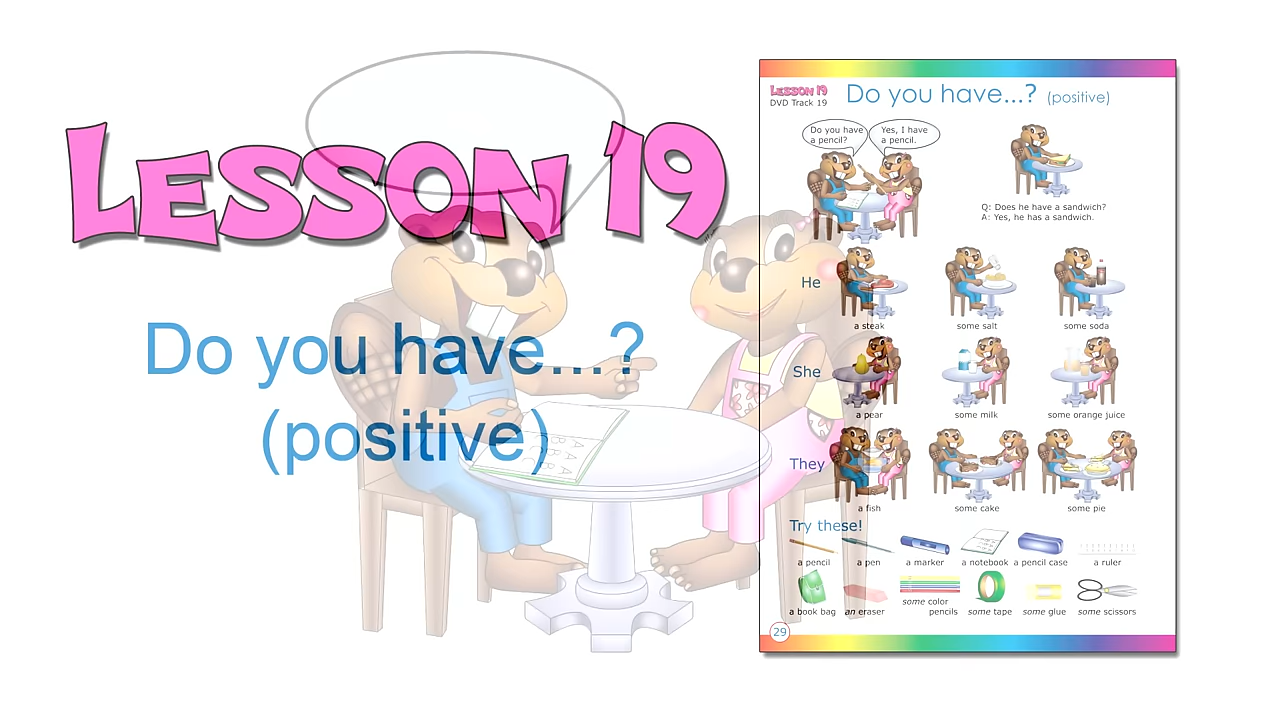 LESSON 19
Do you have...?
(positive)
LESSON 19
DVD Track 19
Do you have...? (positive)
Do you have
a pencil?
Yes, I have
a pencil.
Q: Does he have a sandwich?
A: Yes, he has a sandwich.
He
a steak
some salt
some soda
She
a pear
some milk
some orange juice
They
a fish
some cake
some pie
Try these!
a pencil
a pen
a marker
a notebook
a pencil case
a ruler
a book bag
an eraser
some color
pencils
some tape
some glue
some scissors
29